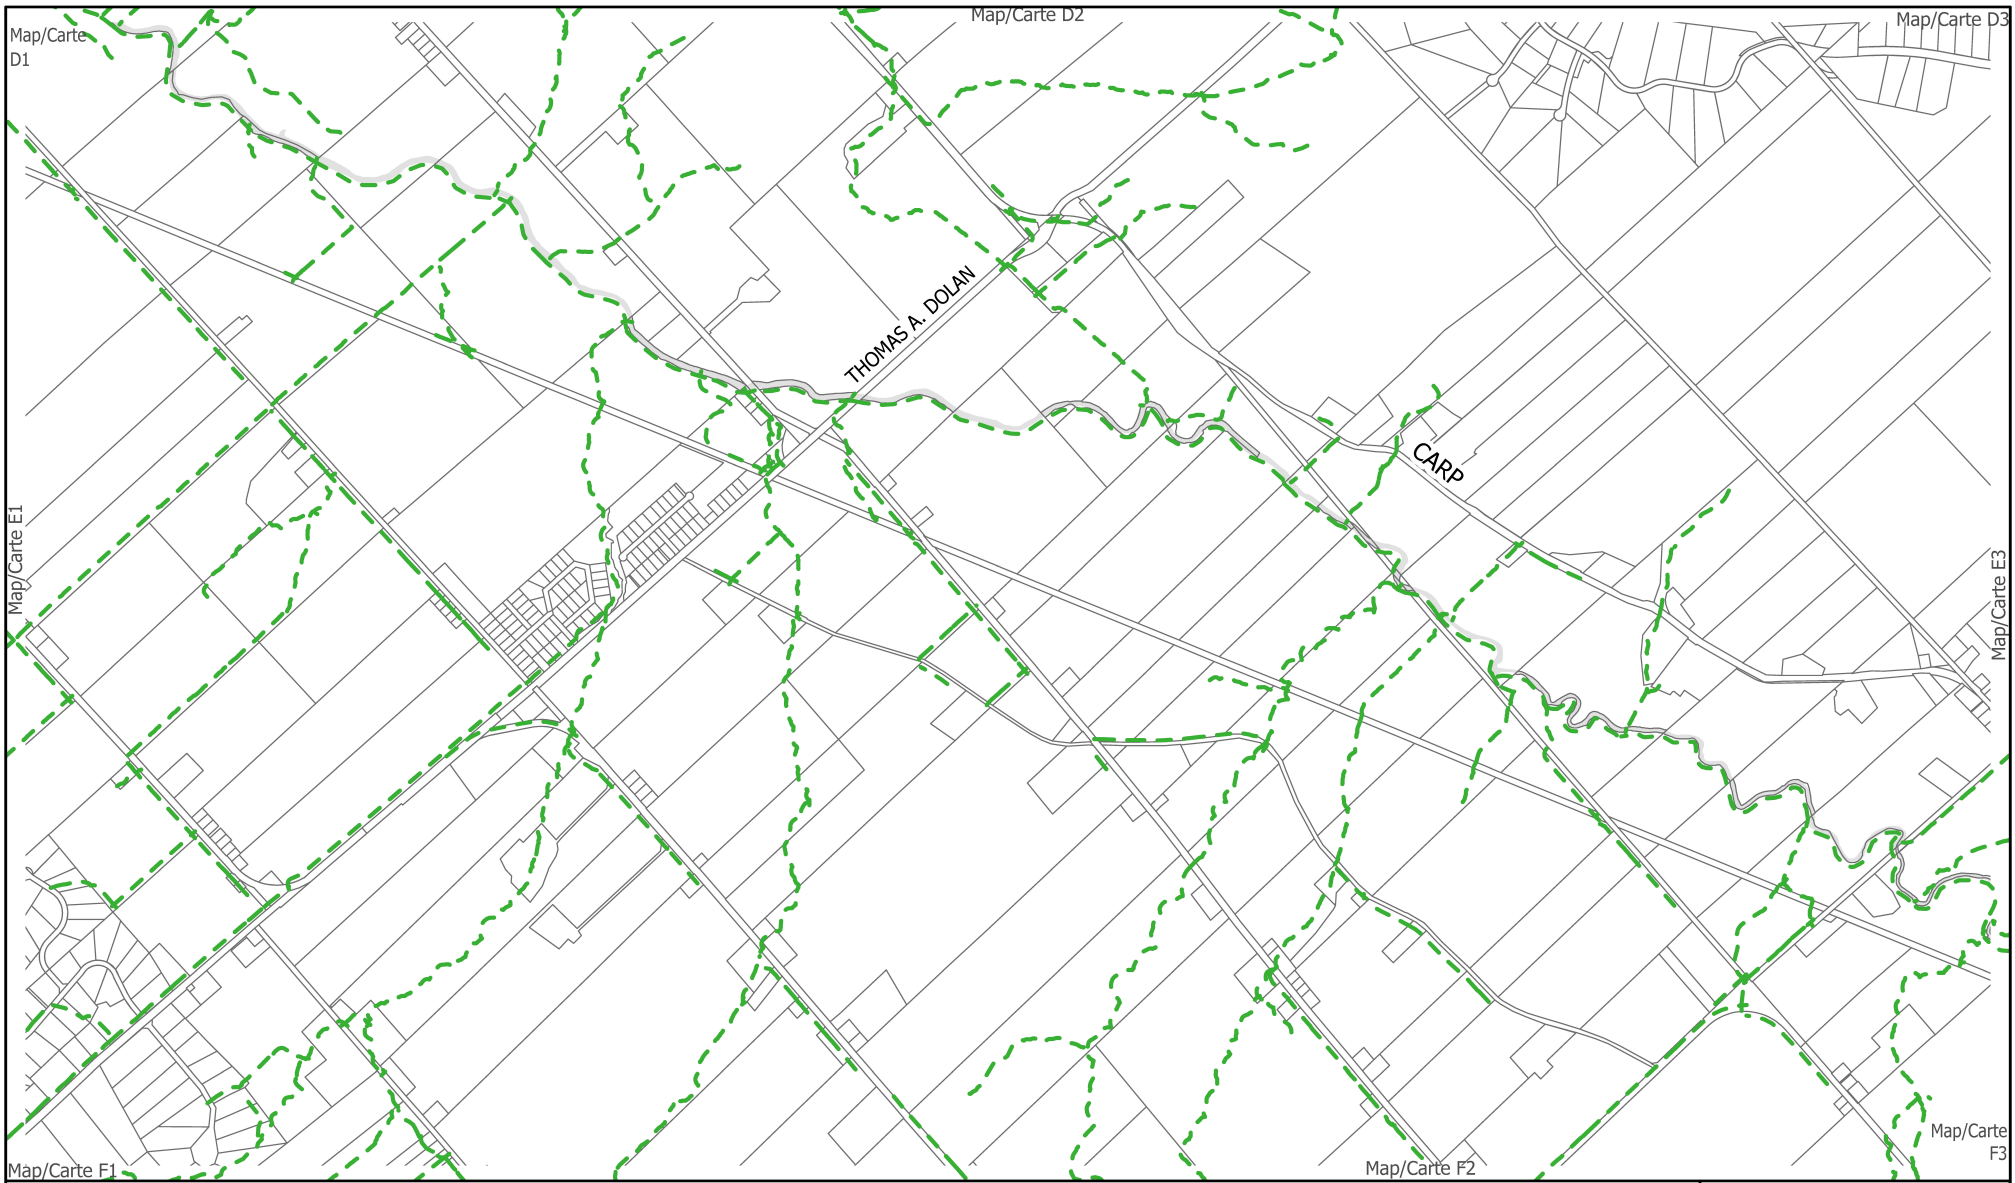 Map/Carte D2
Map/Carte D3
Map/Carte
D1
THOMAS A. DOLAN
CARP
Map/Carte E1
Map/Carte E3
Map/Carte
F3
Map/Carte F1
Map/Carte F2